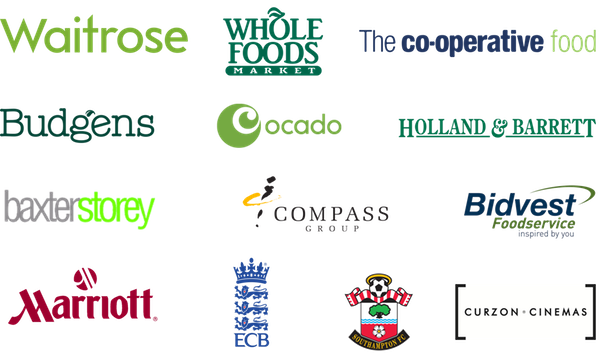 Waitrose
WHOLE
FOODS
MARKET
The co-operative food
Budgens
ocado
HOLLAND & BARRETT
baxterstorey
COMPASS
GROUP
Bidvest
Foodservice
inspired by you
Marriott®
ECB
SOUTHAMPTON FC
CURZON CINEMAS